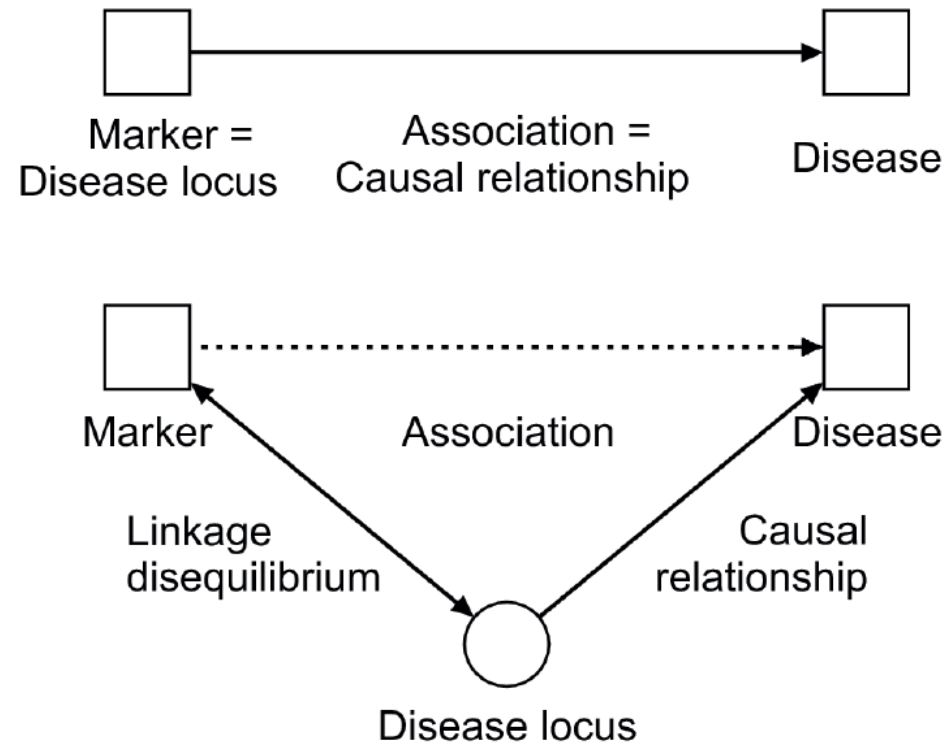 Marker =
Disease locus
Association =
Causal relationship
Disease
Marker
Association
Disease
Linkage
disequilibrium
Causal
relationship
Disease locus